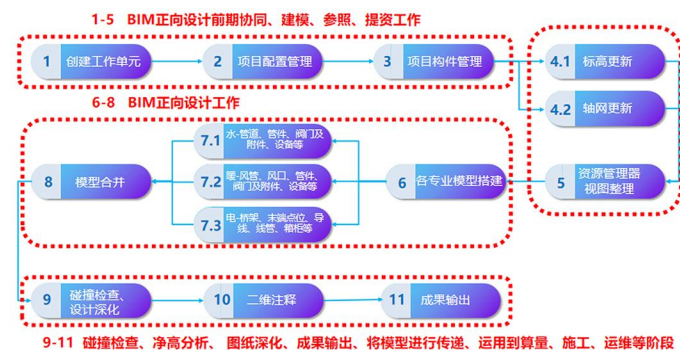 1-5 BIM正向设计前期协同、建模、参照、提资工作
1 创建工作单元
2 项目配置管理
3 项目构件管理
4.1 标高更新
4.2 轴网更新
5 资源管理器
视图整理
6-8 BIM正向设计工作
6 各专业模型搭建
7.1 水-管道、管件、阀门及
附件、设备等
7.2 暖-风管、风口、管件、
阀门及附件、设备等
7.3 电-桥架、末端点位、导
线、线管、箱柜等
8 模型合并
9 碰撞检查、
设计深化
10 二维注释
11 成果输出
9-11 碰撞检查、净高分析、 图纸深化、成果输出、将模型进行传递、运用到算量、施工、运维等阶段